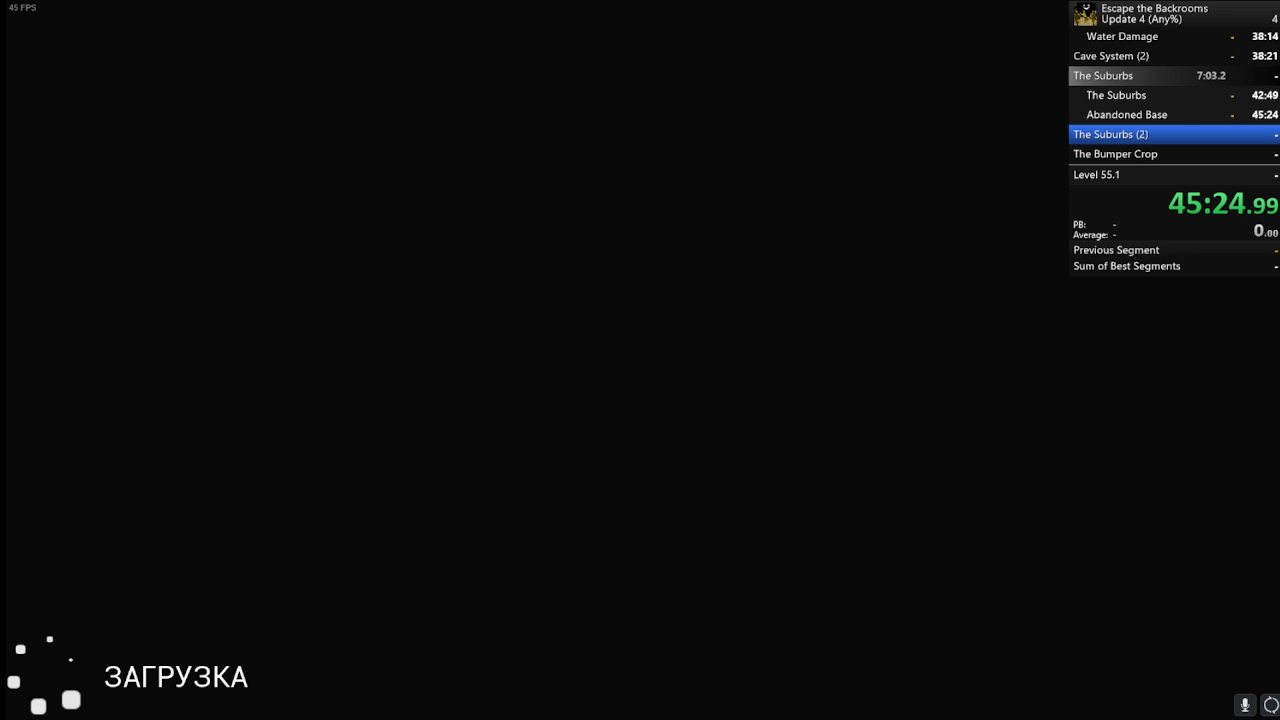 45 FPS
Escape the Backrooms
Update 4 (Any%) 4
Water Damage - 38:14
Cave System (2) - 38:21
The Suburbs 7:03.2 -
The Suburbs - 42:49
Abandoned Base - 45:24
The Suburbs (2) -
The Bumper Crop -
Level 55.1 -
45:24.99
PB: -
Average: - 0.00
Previous Segment -
Sum of Best Segments -
ЗАГРУЗКА